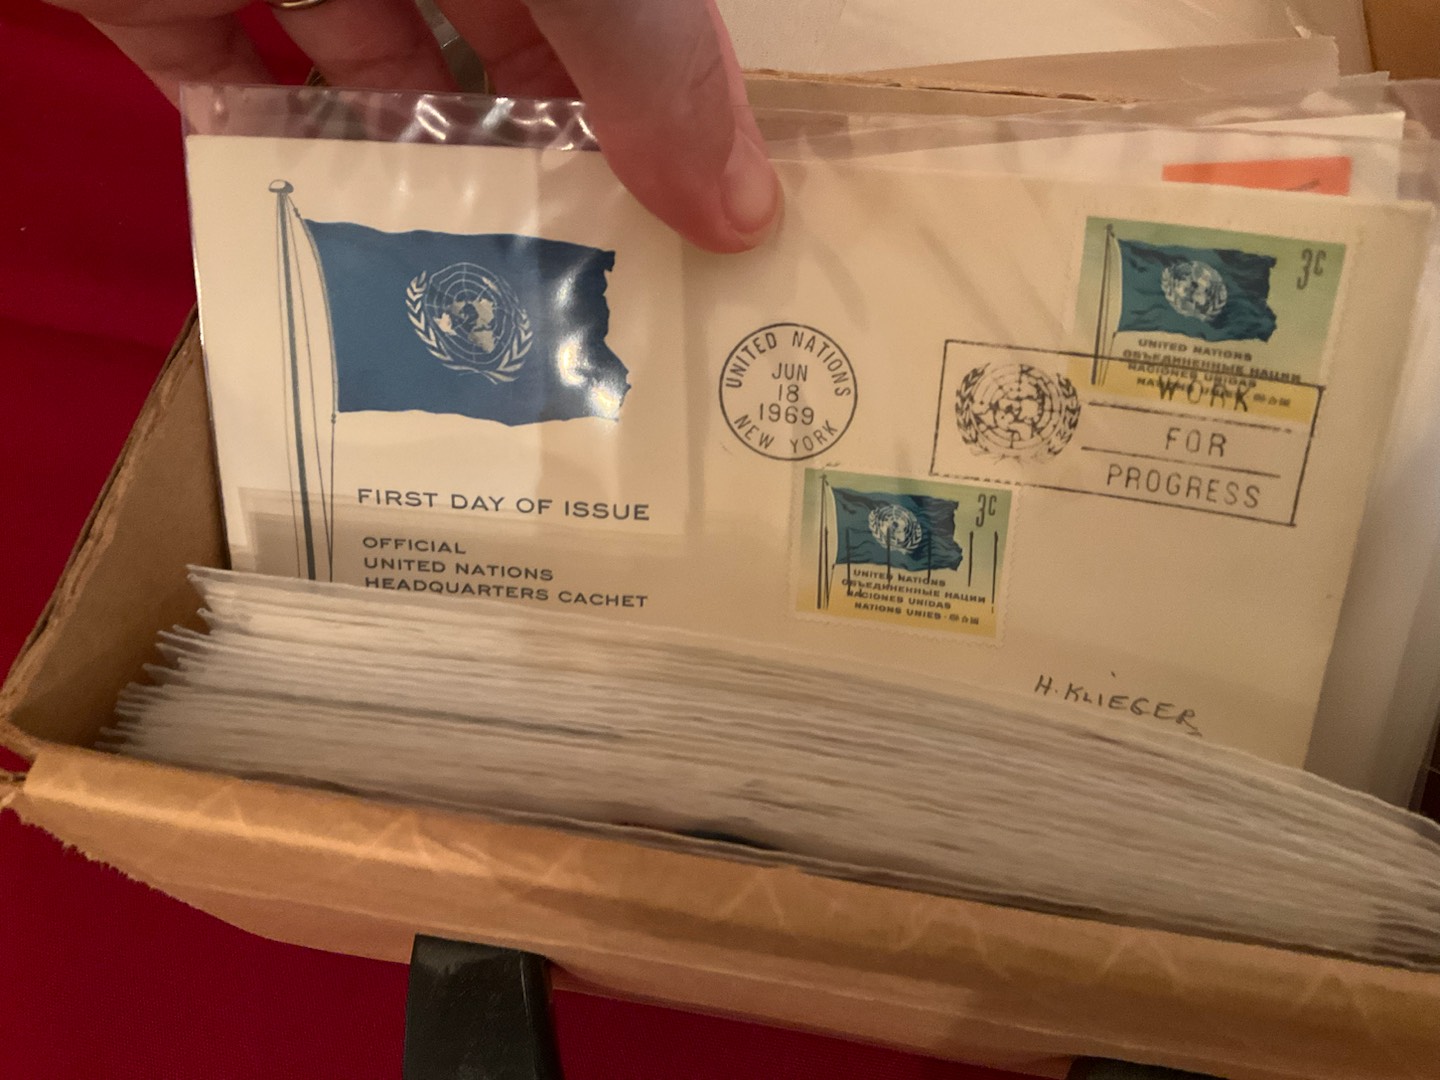 FIRST DAY OF ISSUE
OFFICIAL
UNITED NATIONS
HEADQUARTERS CACHET
UNITED NATIONS
JUN
18
1969
NEW YORK
3c
UNITED NATIONS
ОБЪЕДИНЕННЫЕ НАЦИИ
NACIONES UNIDAS
WORK
FOR
PROGRESS
3c
UNITED NATIONS
ОБЪЕДИНЕННЫЕ НАЦИИ
NACIONES UNIDAS
NATIONS UNIES
H. KLIEGER